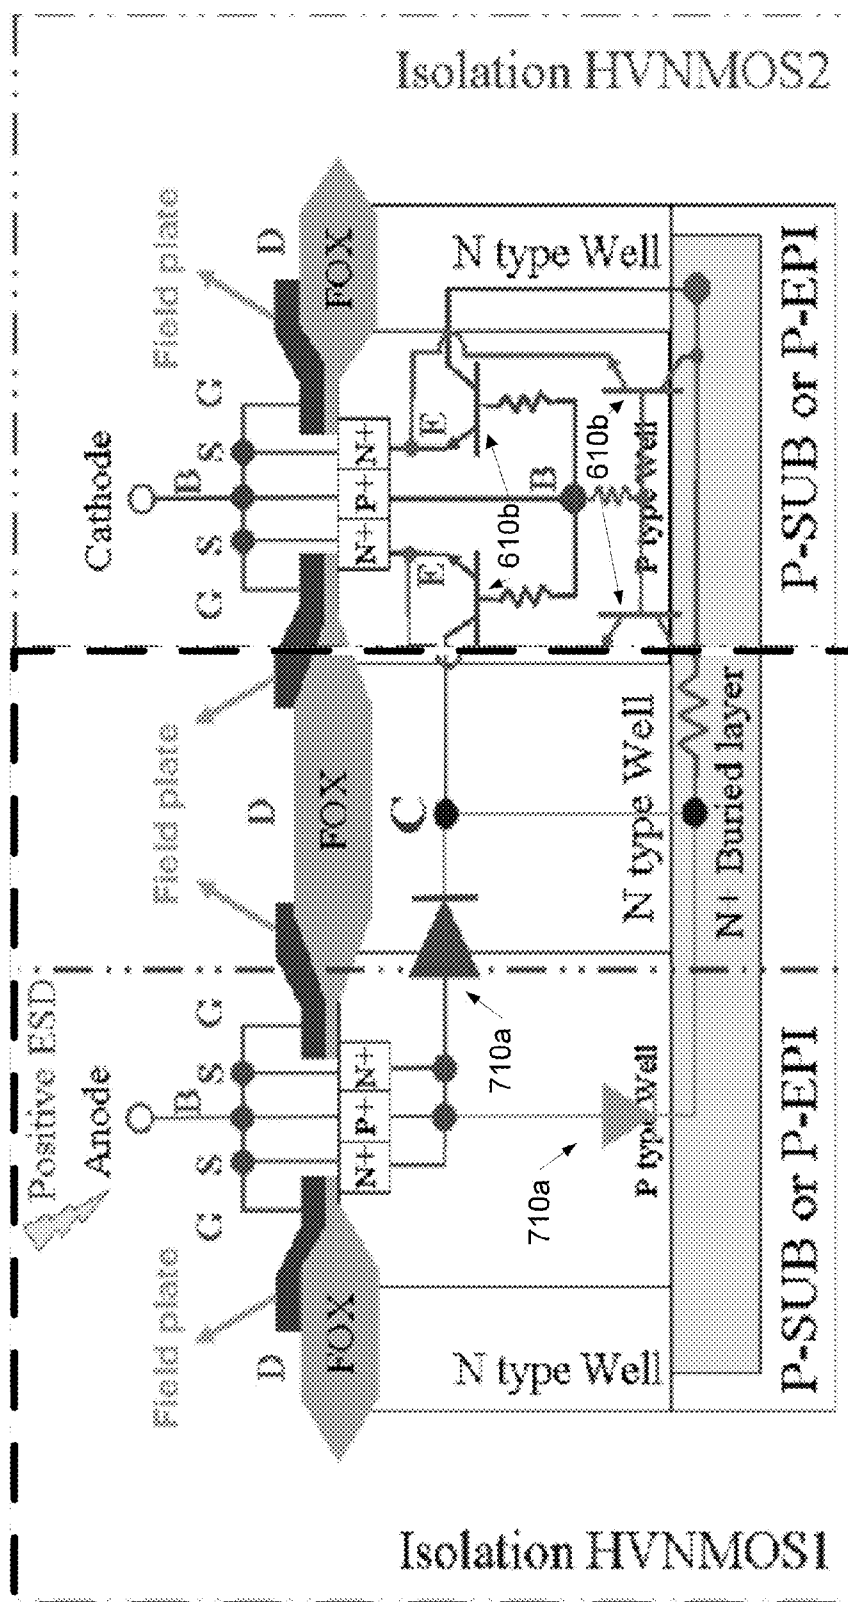 Positive ESD
Anode
Cathode
Field plate
Field plate
Field plate
Field plate
B
B
G
S
S
G
G
S
S
G
D
D
D
FOX
FOX
FOX
N+
P+
N+
N+
P+
N+
E
E
C
B
710a
710a
610b
610b
N type Well
P type Well
N type Well
P type Well
N type Well
N+ Buried layer
P-SUB or P-EPI
P-SUB or P-EPI
Isolation HVNMOS1
Isolation HVNMOS2